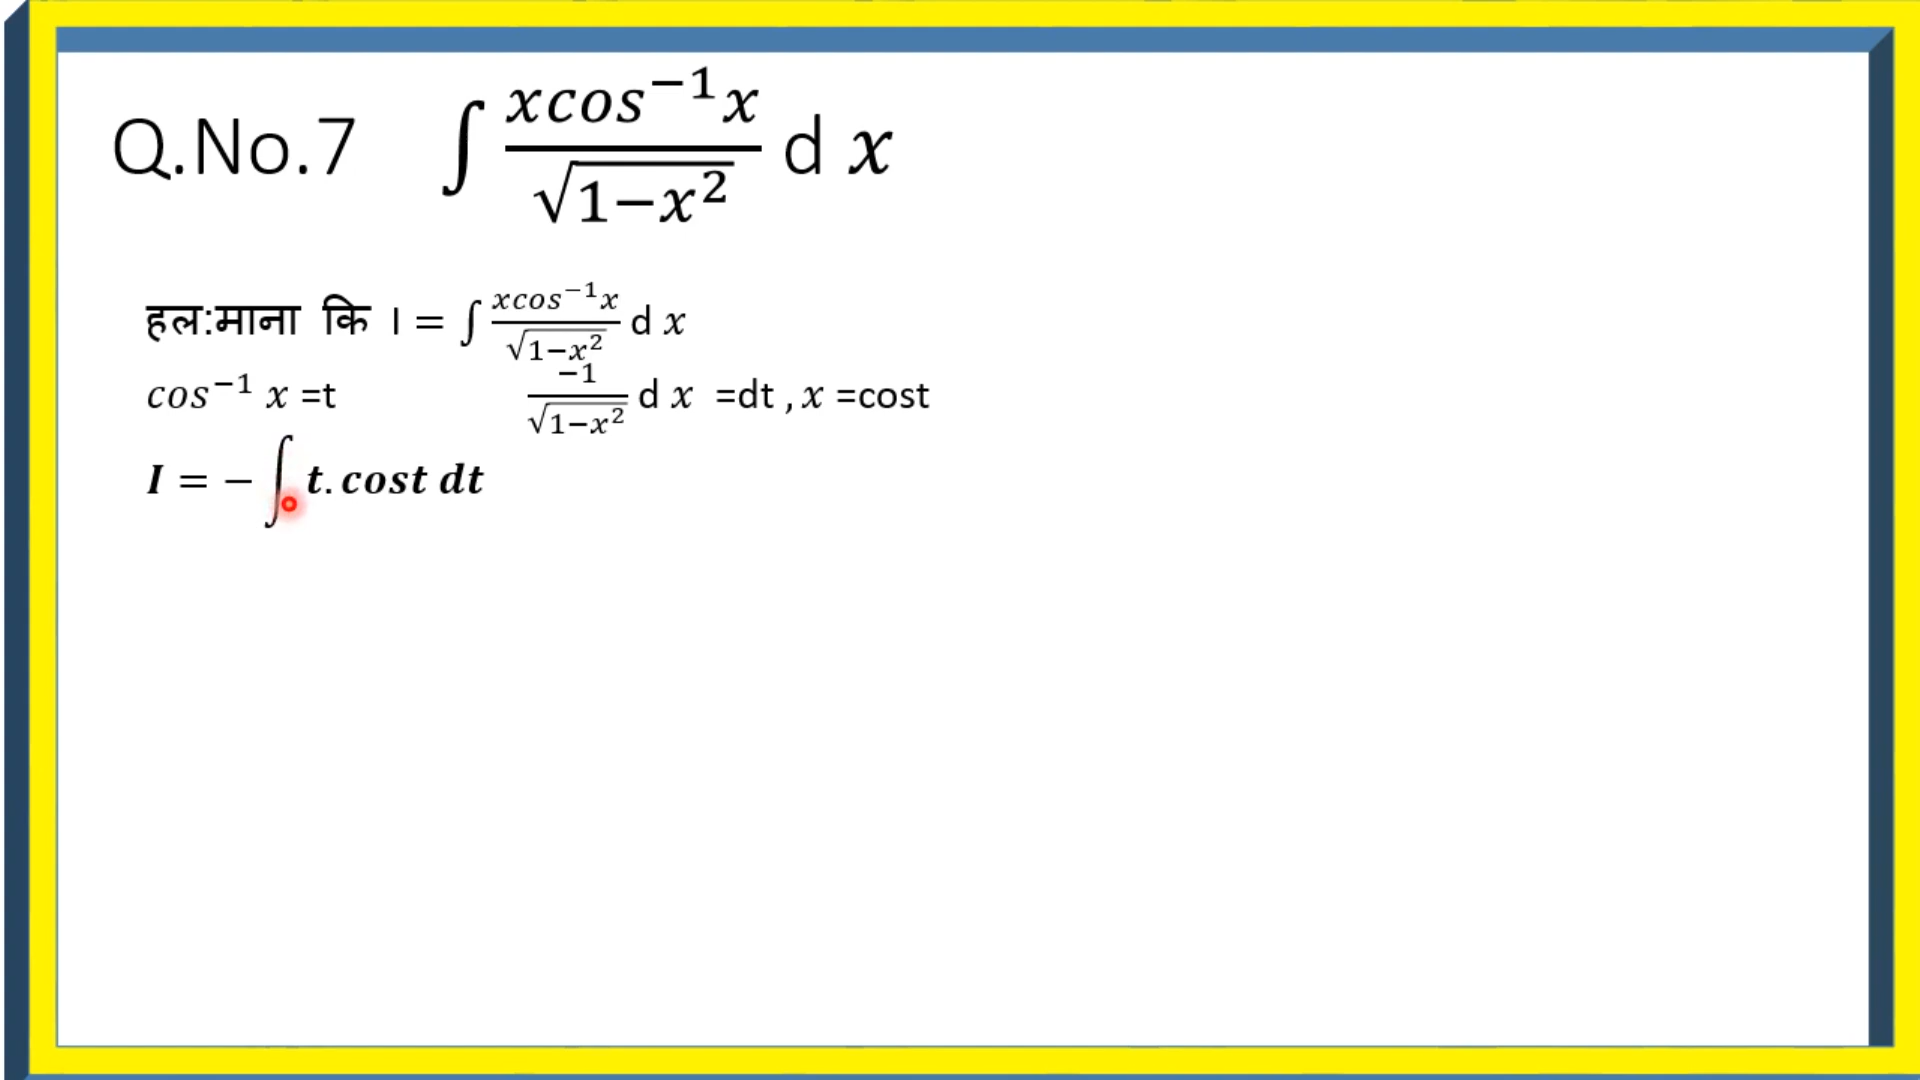 Q.No.7 ∫ xcos⁻¹x / √1−x² d x
हल:माना कि I = ∫ xcos⁻¹x / √1−x² d x
cos⁻¹ x =t −1 / √1−x² d x =dt , x =cost
I = − ∫ t. cost dt